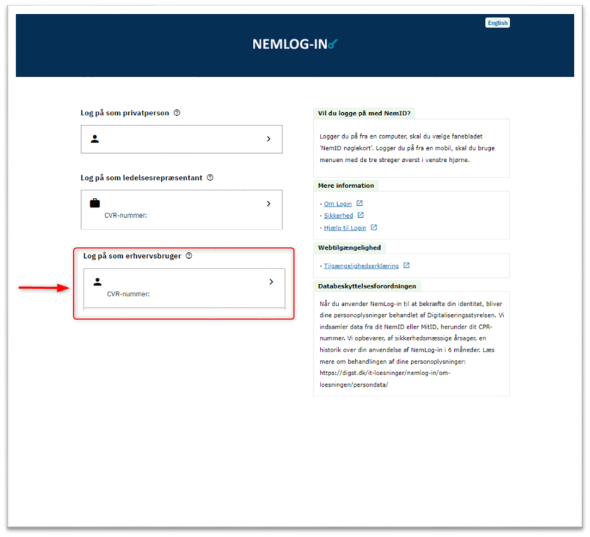 English
NEMLOG-IN
Log på som privatperson
Log på som ledelsesrepræsentant
CVR-nummer:
Log på som erhvervsbruger
CVR-nummer:
Vil du logge på med NemID?
Logger du på fra en computer, skal du vælge fanebladet
'NemID nøglekort'. Logger du på fra en mobil, skal du bruge
menuen med de tre streger øverst i venstre hjørne.
Mere information
- Om Login
- Sikkerhed
- Hjælp til Login
Webtilgængelighed
- Tilgængelighedserklæring
Databeskyttelsesforordningen
Når du anvender NemLog-in til at bekræfte din identitet, bliver
dine personoplysninger behandlet af Digitaliseringsstyrelsen. Vi
indsamler data fra dit NemID eller MitID, herunder dit CPR-
nummer. Vi opbevarer, af sikkerhedsmæssige årsager, en
historik over din anvendelse af NemLog-in i 6 måneder. Læs
mere om behandlingen af dine personoplysninger:
https://digst.dk/it-loesninger/nemlog-in/om-
loesningen/persondata/